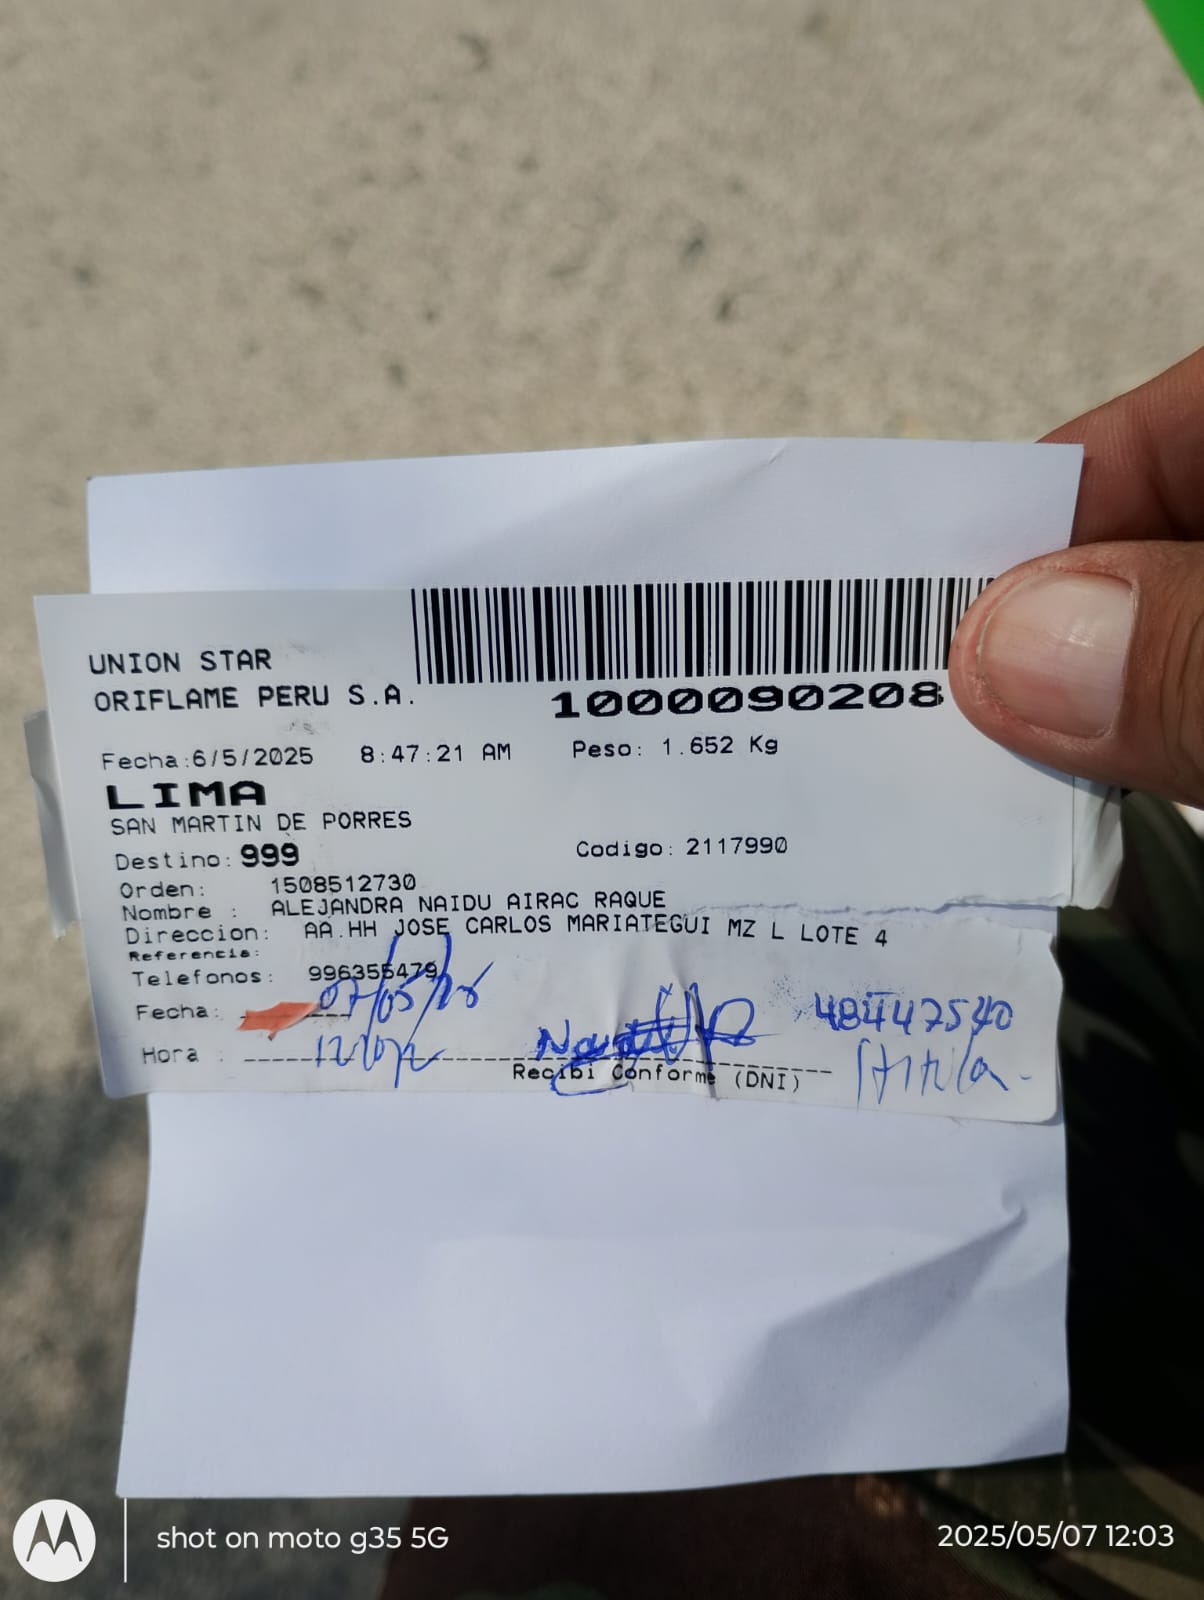 UNION STAR
ORIFLAME PERU S.A.
1000090208
Fecha:6/5/2025 8:47:21 AM Peso: 1.652 Kg
LIMA
SAN MARTIN DE PORRES
Destino: 999 Codigo: 2117990
Orden: 1508512730
Nombre : ALEJANDRA NAIDU AIRAC RAQUE
Direccion: AA.HH JOSE CARLOS MARIATEGUI MZ L LOTE 4
Referencia:
Telefonos: 996355479
Fecha: 07/05/25
Hora :
Recibi Conforme (DNI)
shot on moto g35 5G
2025/05/07 12:03